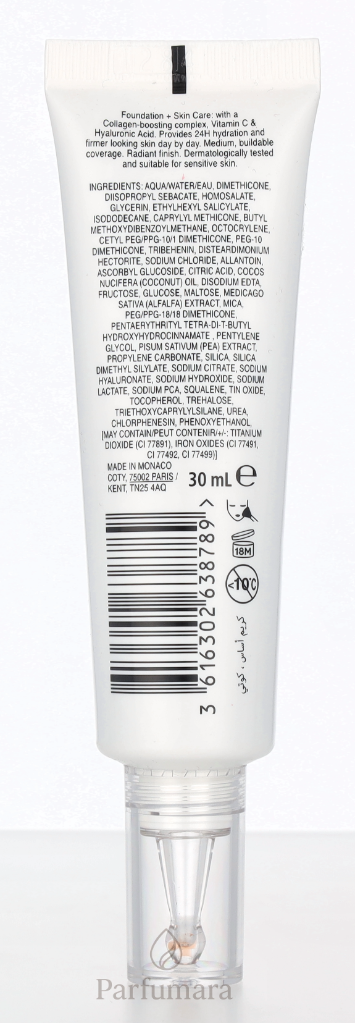 Foundation + Skin Care: with a
Collagen-boosting complex, Vitamin C &
Hyaluronic Acid. Provides 24H hydration and
firmer looking skin day by day. Medium, buildable
coverage. Radiant finish. Dermatologically tested
and suitable for sensitive skin.
INGREDIENTS: AQUA/WATER/EAU, DIMETHICONE,
DIISOPROPYL SEBACATE, HOMOSALATE,
GLYCERIN, ETHYLHEXYL SALICYLATE,
ISODODECANE, CAPRYLYL METHICONE, BUTYL
METHOXYDIBENZOYLMETHANE, OCTOCRYLENE,
CETYL PEG/PPG-10/1 DIMETHICONE, PEG-10
DIMETHICONE, TRIBEHENIN, DISTEARDIMONIUM
HECTORITE, SODIUM CHLORIDE, ALLANTOIN,
ASCORBYL GLUCOSIDE, CITRIC ACID, COCOS
NUCIFERA (COCONUT) OIL, DISODIUM EDTA,
FRUCTOSE, GLUCOSE, MALTOSE, MEDICAGO
SATIVA (ALFALFA) EXTRACT, MICA,
PEG/PPG-18/18 DIMETHICONE,
PENTAERYTHRITYL TETRA-DI-T-BUTYL
HYDROXYHYDROCINNAMATE , PENTYLENE
GLYCOL, PISUM SATIVUM (PEA) EXTRACT,
PROPYLENE CARBONATE, SILICA, SILICA
DIMETHYL SILYLATE, SODIUM CITRATE, SODIUM
HYALURONATE, SODIUM HYDROXIDE, SODIUM
LACTATE, SODIUM PCA, SQUALENE, TIN OXIDE,
TOCOPHEROL, TREHALOSE,
TRIETHOXYCAPRYLYLSILANE, UREA,
CHLORPHENESIN, PHENOXYETHANOL
[MAY CONTAIN/PEUT CONTENIR/+/-: TITANIUM
DIOXIDE (CI 77891), IRON OXIDES (CI 77491,
CI 77492, CI 77499)]
MADE IN MONACO
COTY, 75002 PARIS /
KENT, TN25 4AQ
30 mL e
18M
<10°C
3 616302 638789 >
كريم أساس ، كوتي
Parfumara